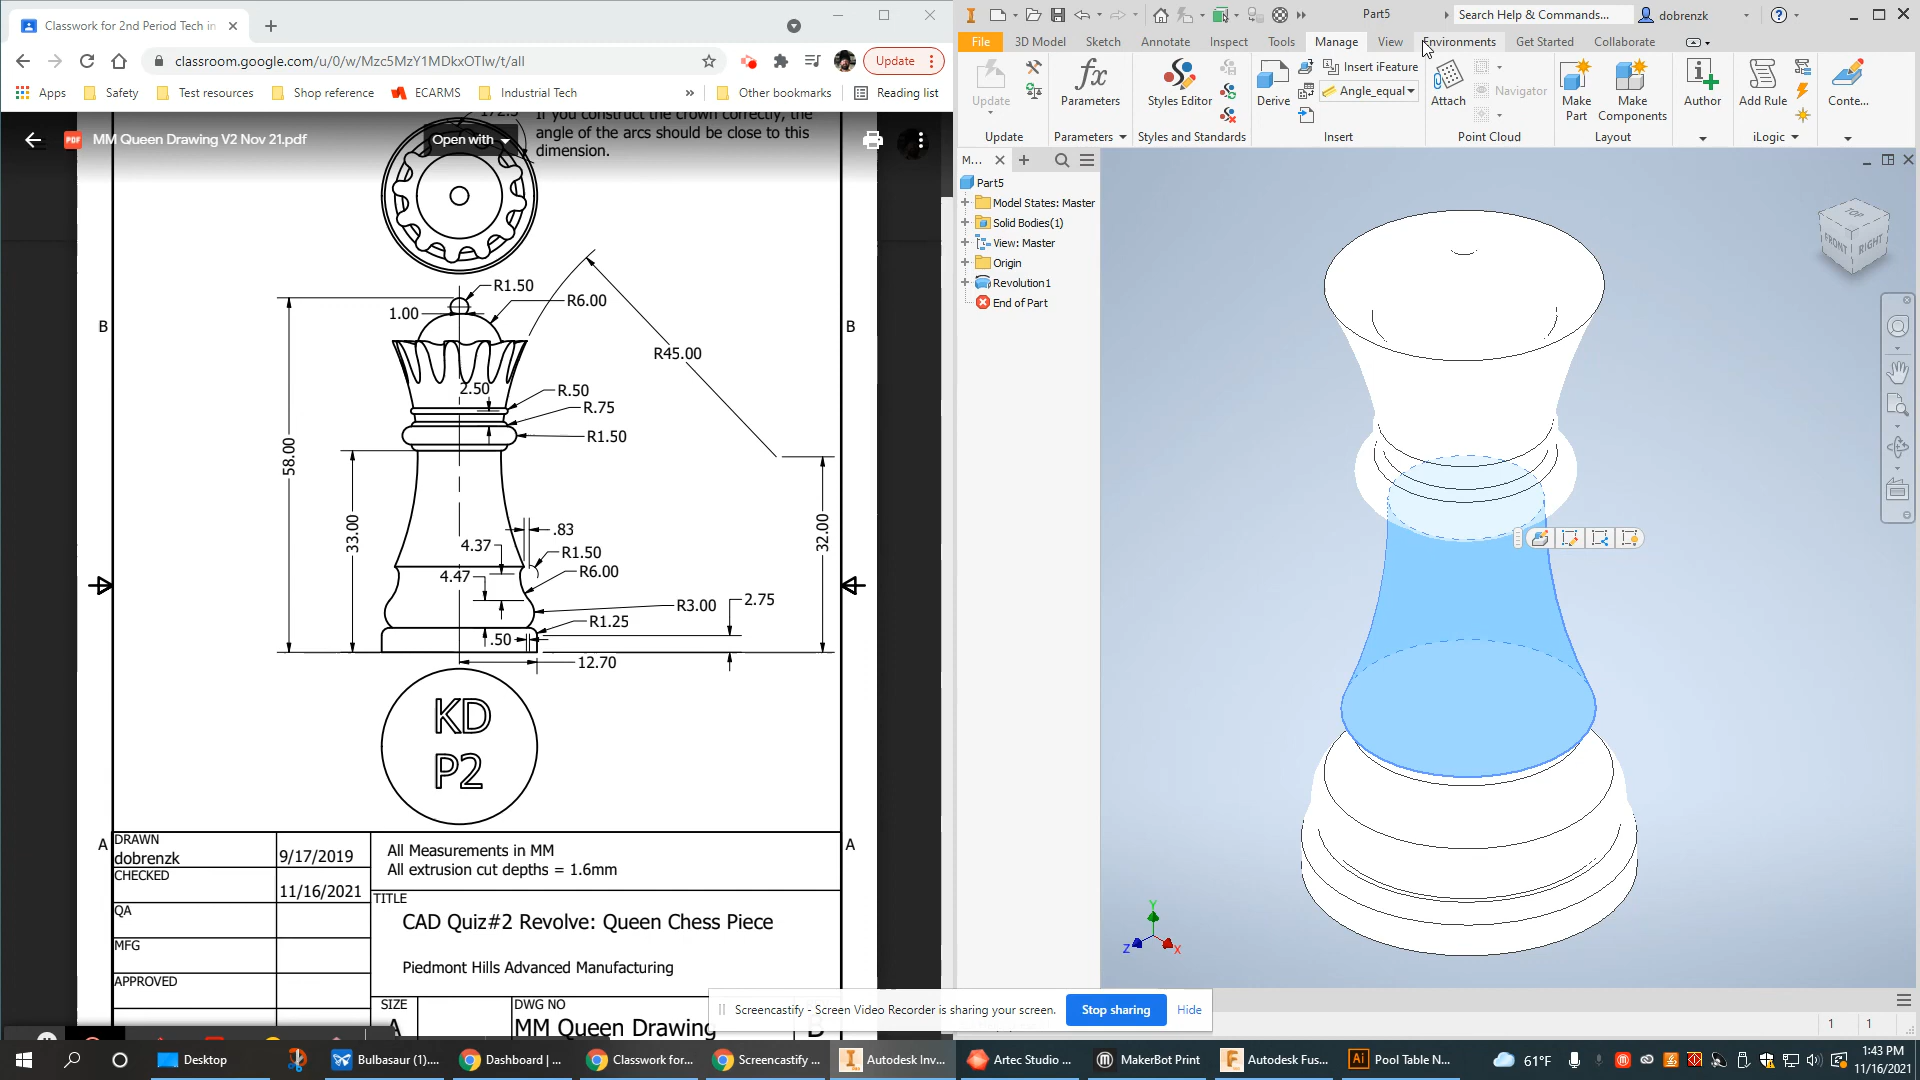 Classwork for 2nd Period Tech in
classroom.google.com/u/0/w/Mzc5MzY1MDkxOTIw/t/all
Update
Apps
Safety
Test resources
Shop reference
ECARMS
Industrial Tech
»
Other bookmarks
Reading list
MM Queen Drawing V2 Nov 21.pdf
Open with
If you construct the crown correctly, the
angle of the arcs should be close to this
dimension.
R1.50
1.00
R6.00
B
B
R45.00
2.50
R.50
R.75
R1.50
58.00
33.00
32.00
.83
4.37
R1.50
4.47
R6.00
R3.00
2.75
R1.25
.50
12.70
KD
P2
A
A
DRAWN
dobrenzk
9/17/2019
CHECKED
11/16/2021
QA
MFG
APPROVED
All Measurements in MM
All extrusion cut depths = 1.6mm
TITLE
CAD Quiz#2 Revolve: Queen Chess Piece
Piedmont Hills Advanced Manufacturing
SIZE
A
DWG NO
MM Queen Drawing
Part5
Search Help & Commands...
dobrenzk
File
3D Model
Sketch
Annotate
Inspect
Tools
Manage
View
Environments
Get Started
Collaborate
Update
Parameters
Styles Editor
Derive
Insert iFeature
Angle_equal
Attach
Navigator
Make
Part
Make
Components
Author
Add Rule
Conte...
Update
Parameters
Styles and Standards
Insert
Point Cloud
Layout
iLogic
M...
Part5
Model States: Master
Solid Bodies(1)
View: Master
Origin
Revolution1
End of Part
TOP
FRONT
RIGHT
Y
Z
X
1
1
Screencastify - Screen Video Recorder is sharing your screen.
Stop sharing
Hide
Desktop
Bulbasaur (1)....
Dashboard | ...
Classwork for...
Screencastify ...
Autodesk Inv...
Artec Studio ...
MakerBot Print
Autodesk Fus...
Pool Table N...
61°F
1:43 PM
11/16/2021